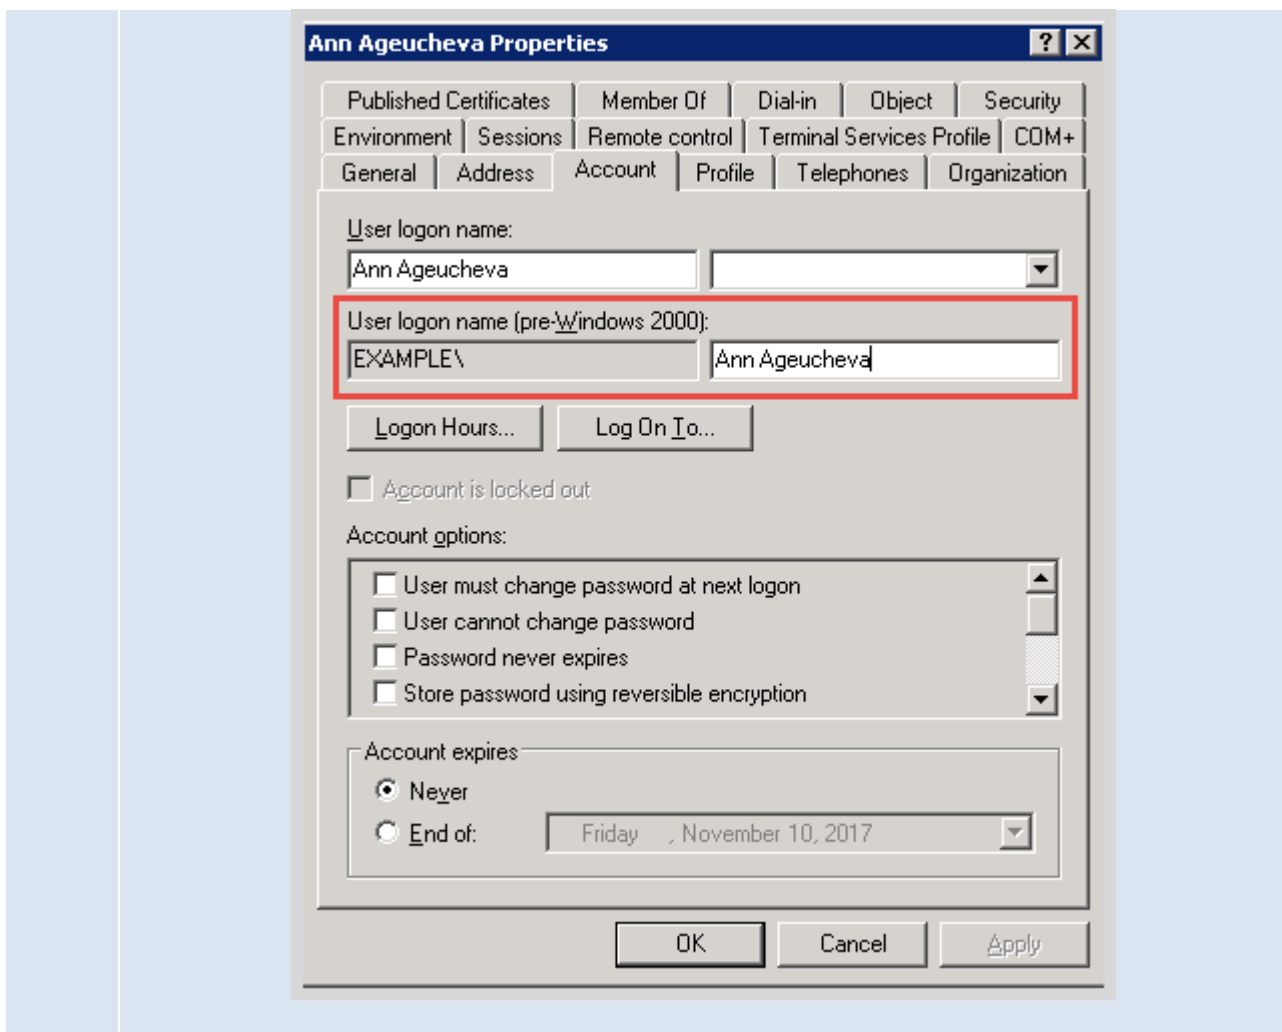 Ann Ageucheva Properties
Published Certificates Member Of Dial-in Object Security
Environment Sessions Remote control Terminal Services Profile COM+
General Address Account Profile Telephones Organization
User logon name:
Ann Ageucheva
User logon name (pre-Windows 2000):
EXAMPLE\ Ann Ageucheva
Logon Hours... Log On To...
Account is locked out
Account options:
User must change password at next logon
User cannot change password
Password never expires
Store password using reversible encryption
Account expires
Never
End of: Friday , November 10, 2017
OK Cancel Apply